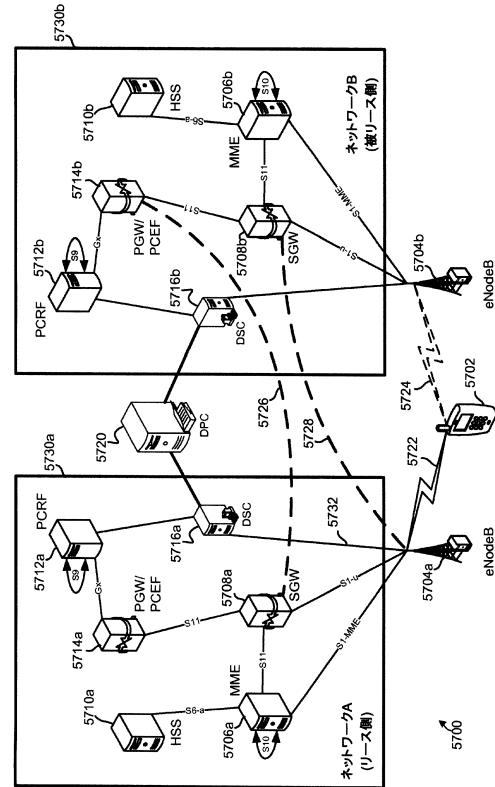 5730a
5730b
5710a
HSS
S6-a
5706a
S10
MME
S11
5714a
PGW/
PCEF
Gx
5712a
S9
PCRF
S11
5708a
SGW
5716a
DSC
S1-MME
S1-u
5732
ネットワークA
(リース側)
5720
DPC
5726
5728
5712b
S9
PCRF
Gx
5714b
PGW/
PCEF
5716b
DSC
S11
5708b
SGW
S11
5710b
HSS
S6-a
5706b
S10
MME
S1-MME
S1-u
ネットワークB
(被リース側)
5700
5704a
eNodeB
5722
5702
5724
5704b
eNodeB